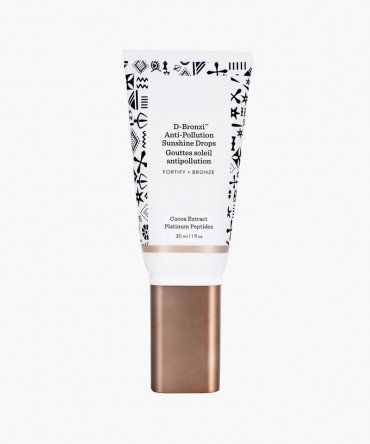 D-Bronzi™
Anti-Pollution
Sunshine Drops
Gouttes soleil
antipollution
FORTIFY + BRONZE
Cocoa Extract
Platinum Peptides
30 ml / 1 fl oz